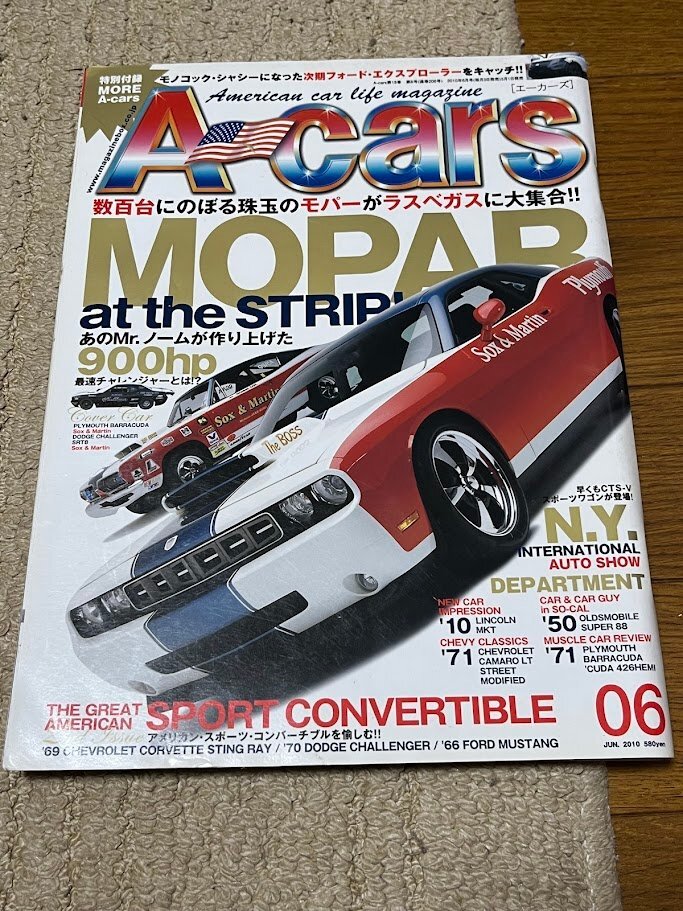 特別付録
MORE
A-cars
モノコック・シャシーになった次期フォード・エクスプローラーをキャッチ!!
American car life magazine
[エーカーズ]
www.magazinebox.co.jp
A-cars
数百台にのぼる珠玉のモパーがラスベガスに大集合!!
MOPAR
at the STRIP!
あのMr.ノームが作り上げた
900hp
最速チャレンジャーとは!?
Cover Car
PLYMOUTH BARRACUDA
Sox & Martin
DODGE CHALLENGER
SRT8
Sox & Martin
Plymouth
Sox & Martin
Sox & Martin
The BOSS
早くもCTS-V
スポーツワゴンが登場!
N.Y.
INTERNATIONAL
AUTO SHOW
DEPARTMENT
NEW CAR
IMPRESSION
'10 LINCOLN
MKT
CHEVY CLASSICS
'71 CHEVROLET
CAMARO LT
STREET
MODIFIED
CAR & CAR GUY
in SO-CAL
'50 OLDSMOBILE
SUPER 88
MUSCLE CAR REVIEW
'71 PLYMOUTH
BARRACUDA
'CUDA 426HEMI
THE GREAT
AMERICAN
SPORT CONVERTIBLE
Issue
アメリカン・スポーツ・コンバーチブルを愉しむ!!
'69 CHEVROLET CORVETTE STING RAY / '70 DODGE CHALLENGER / '66 FORD MUSTANG
06
JUN. 2010 580yen